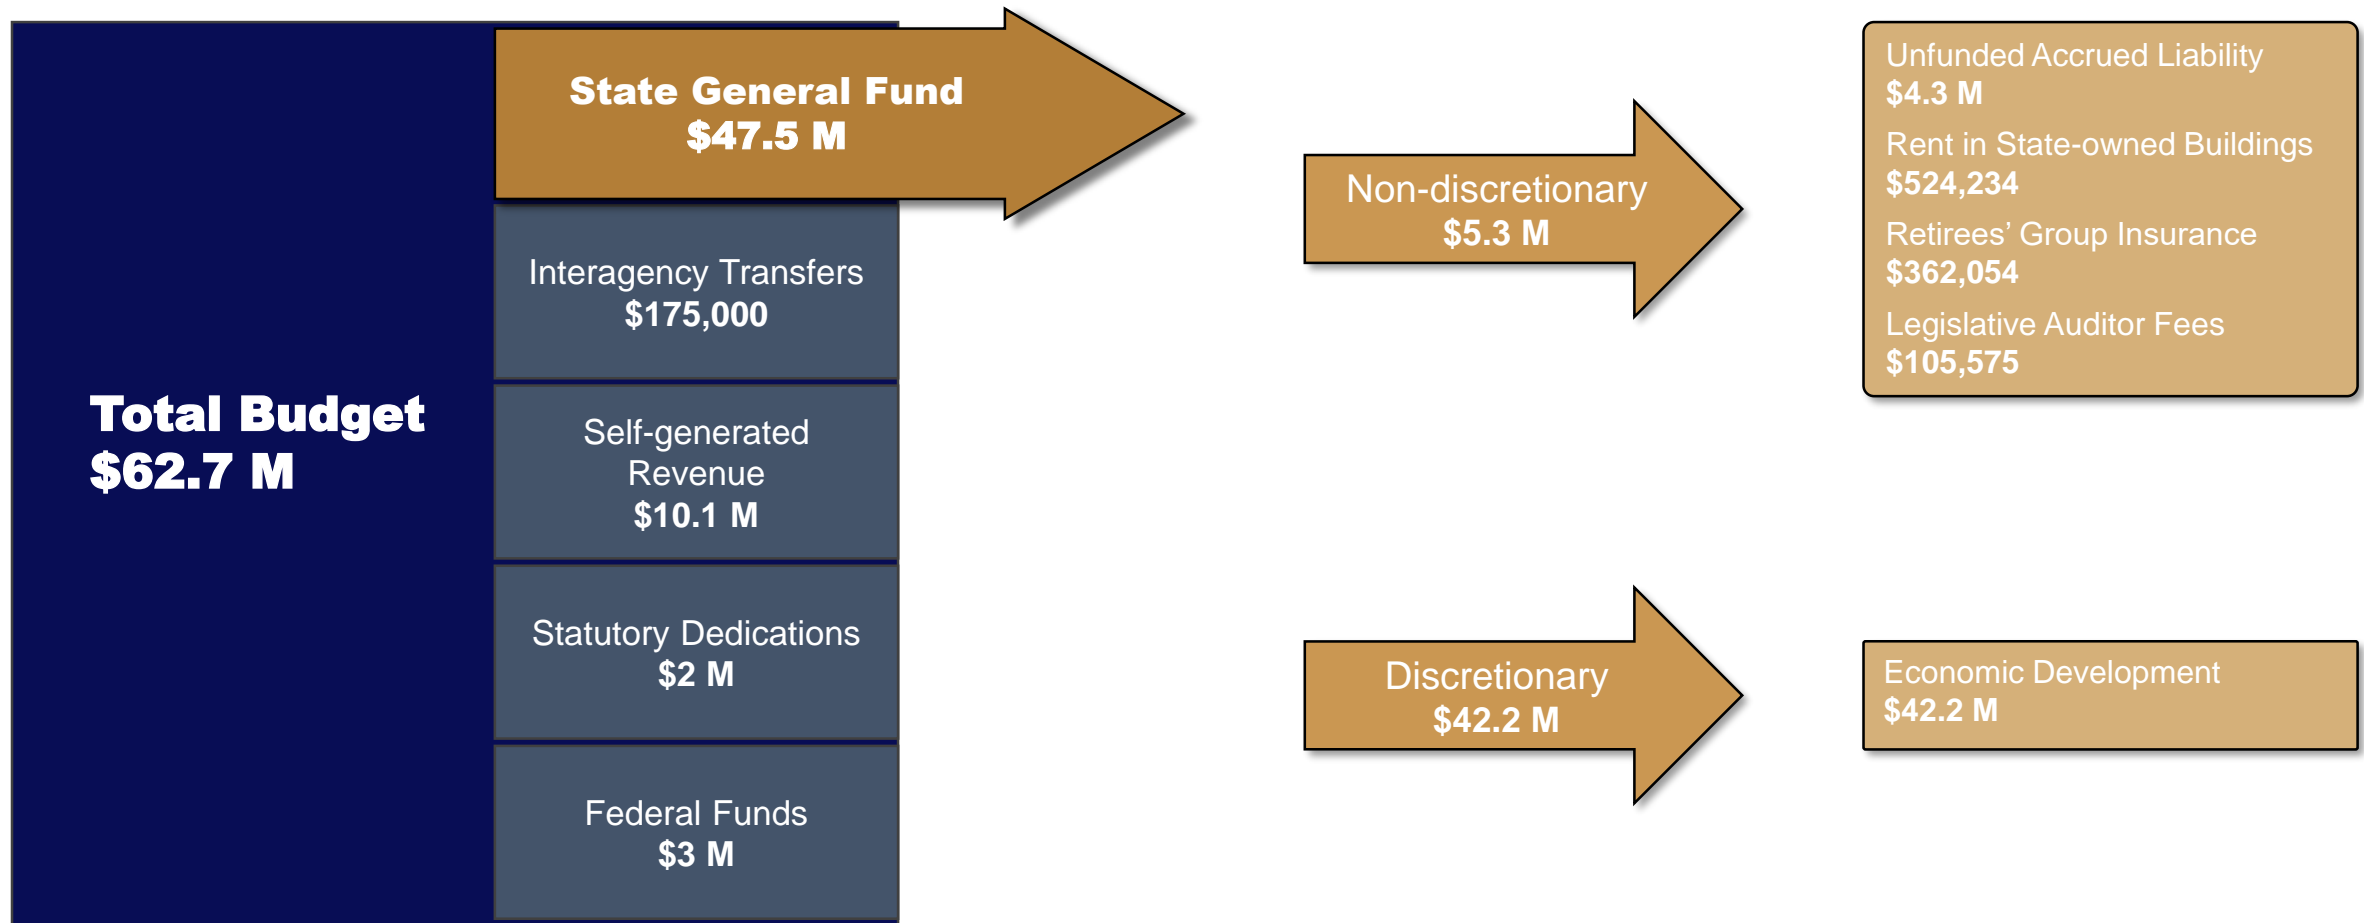 Total Budget
$62.7 M
State General Fund
$47.5 M
Interagency Transfers
$175,000
Self-generated
Revenue
$10.1 M
Statutory Dedications
$2 M
Federal Funds
$3 M
Non-discretionary
$5.3 M
Discretionary
$42.2 M
Unfunded Accrued Liability
$4.3 M
Rent in State-owned Buildings
$524,234
Retirees’ Group Insurance
$362,054
Legislative Auditor Fees
$105,575
Economic Development
$42.2 M